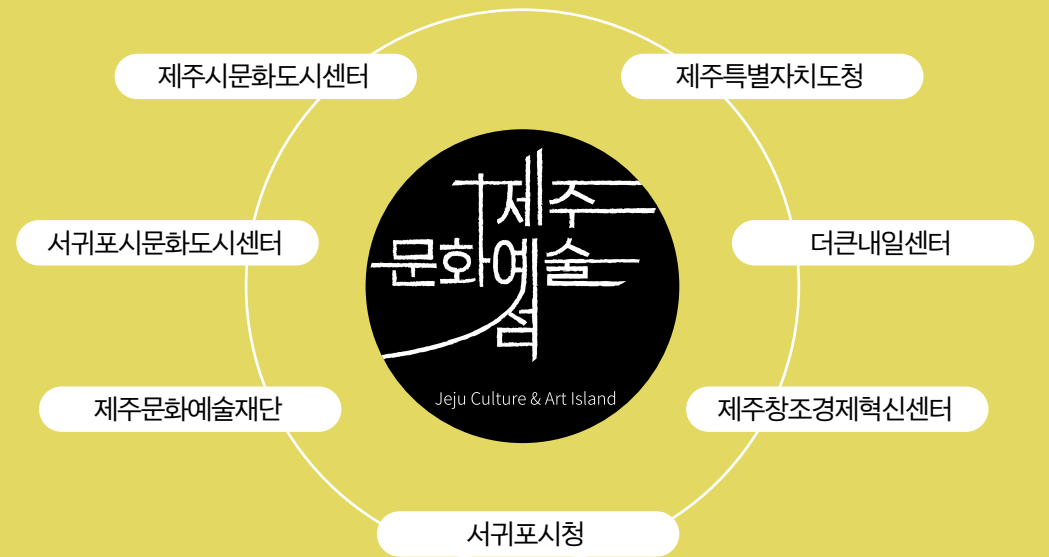 제주시문화도시센터
제주특별자치도청
제주
문화예술
섬
Jeju Culture & Art Island
서귀포시문화도시센터
더큰내일센터
제주문화예술재단
제주창조경제혁신센터
서귀포시청